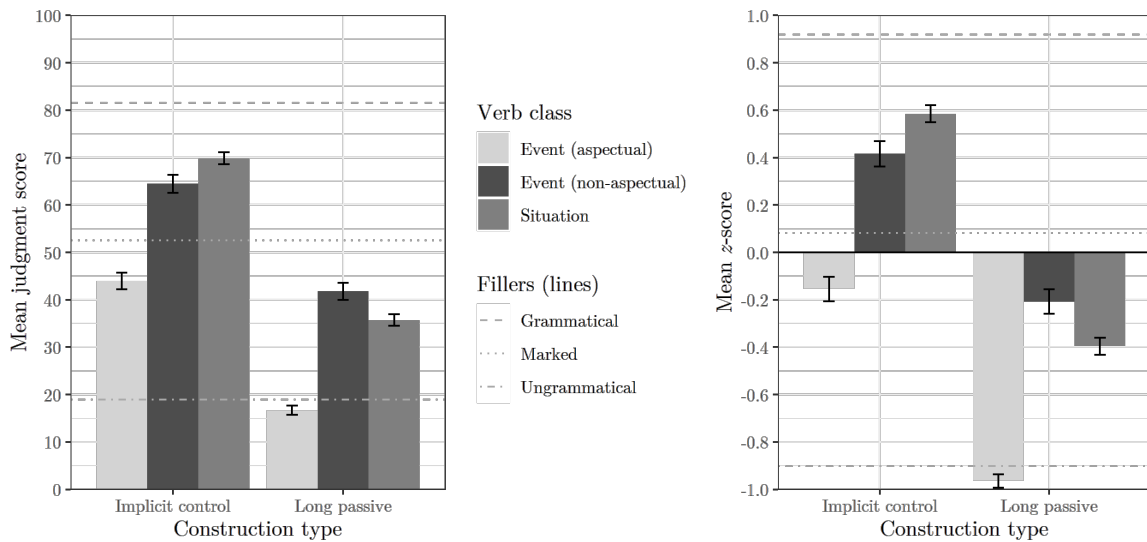 Mean judgment score
100
90
80
70
60
50
40
30
20
10
0
Implicit control
Long passive
Construction type
Verb class
Event (aspectual)
Event (non-aspectual)
Situation
Fillers (lines)
Grammatical
Marked
Ungrammatical
Mean z-score
1.0
0.8
0.6
0.4
0.2
0.0
-0.2
-0.4
-0.6
-0.8
-1.0
Implicit control
Long passive
Construction type